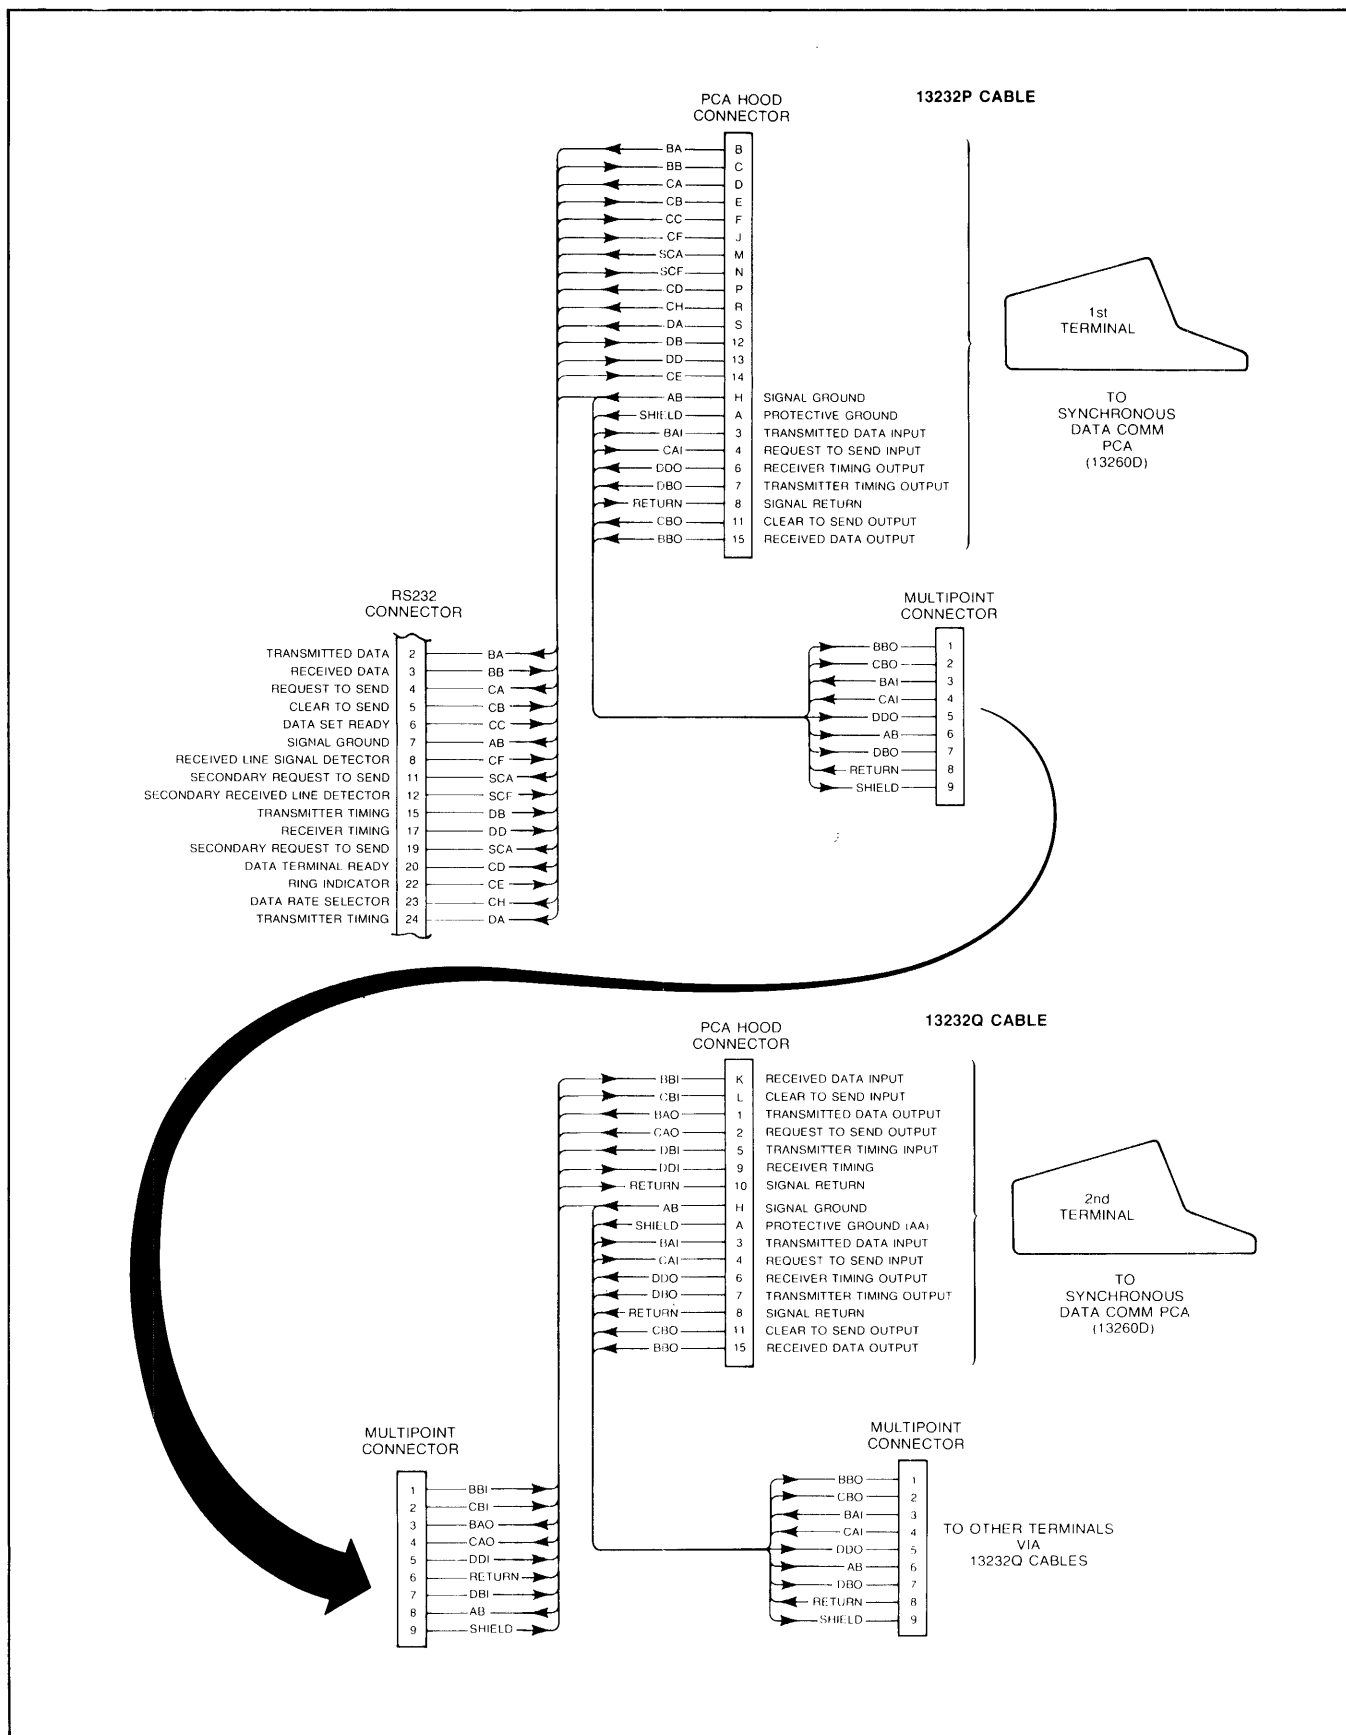 13232P CABLE
PCA HOOD
CONNECTOR
BA B
BB C
CA D
CB E
CC F
CF J
SCA M
SCF N
CD P
CH R
DA S
DB 12
DD 13
CE 14
AB H SIGNAL GROUND
SHIELD A PROTECTIVE GROUND
BAI 3 TRANSMITTED DATA INPUT
CAI 4 REQUEST TO SEND INPUT
DDO 6 RECEIVER TIMING OUTPUT
DBO 7 TRANSMITTER TIMING OUTPUT
RETURN 8 SIGNAL RETURN
CBO 11 CLEAR TO SEND OUTPUT
BBO 15 RECEIVED DATA OUTPUT
1st
TERMINAL
TO
SYNCHRONOUS
DATA COMM
PCA
(13260D)
RS232
CONNECTOR
TRANSMITTED DATA 2 BA
RECEIVED DATA 3 BB
REQUEST TO SEND 4 CA
CLEAR TO SEND 5 CB
DATA SET READY 6 CC
SIGNAL GROUND 7 AB
RECEIVED LINE SIGNAL DETECTOR 8 CF
SECONDARY REQUEST TO SEND 11 SCA
SECONDARY RECEIVED LINE DETECTOR 12 SCF
TRANSMITTER TIMING 15 DB
RECEIVER TIMING 17 DD
SECONDARY REQUEST TO SEND 19 SCA
DATA TERMINAL READY 20 CD
RING INDICATOR 22 CE
DATA RATE SELECTOR 23 CH
TRANSMITTER TIMING 24 DA
MULTIPOINT
CONNECTOR
BBO 1
CBO 2
BAI 3
CAI 4
DDO 5
AB 6
DBO 7
RETURN 8
SHIELD 9
13232Q CABLE
PCA HOOD
CONNECTOR
BBI K RECEIVED DATA INPUT
CBI L CLEAR TO SEND INPUT
BAO 1 TRANSMITTED DATA OUTPUT
CAO 2 REQUEST TO SEND OUTPUT
DBI 5 TRANSMITTER TIMING INPUT
DDI 9 RECEIVER TIMING
RETURN 10 SIGNAL RETURN
AB H SIGNAL GROUND
SHIELD A PROTECTIVE GROUND (AA)
BAI 3 TRANSMITTED DATA INPUT
CAI 4 REQUEST TO SEND INPUT
DDO 6 RECEIVER TIMING OUTPUT
DBO 7 TRANSMITTER TIMING OUTPUT
RETURN 8 SIGNAL RETURN
CBO 11 CLEAR TO SEND OUTPUT
BBO 15 RECEIVED DATA OUTPUT
2nd
TERMINAL
TO
SYNCHRONOUS
DATA COMM PCA
(13260D)
MULTIPOINT
CONNECTOR
1 BBI
2 CBI
3 BAO
4 CAO
5 DDI
6 RETURN
7 DBI
8 AB
9 SHIELD
MULTIPOINT
CONNECTOR
BBO 1
CBO 2
BAI 3
CAI 4
DDO 5
AB 6
DBO 7
RETURN 8
SHIELD 9
TO OTHER TERMINALS
VIA
13232Q CABLES